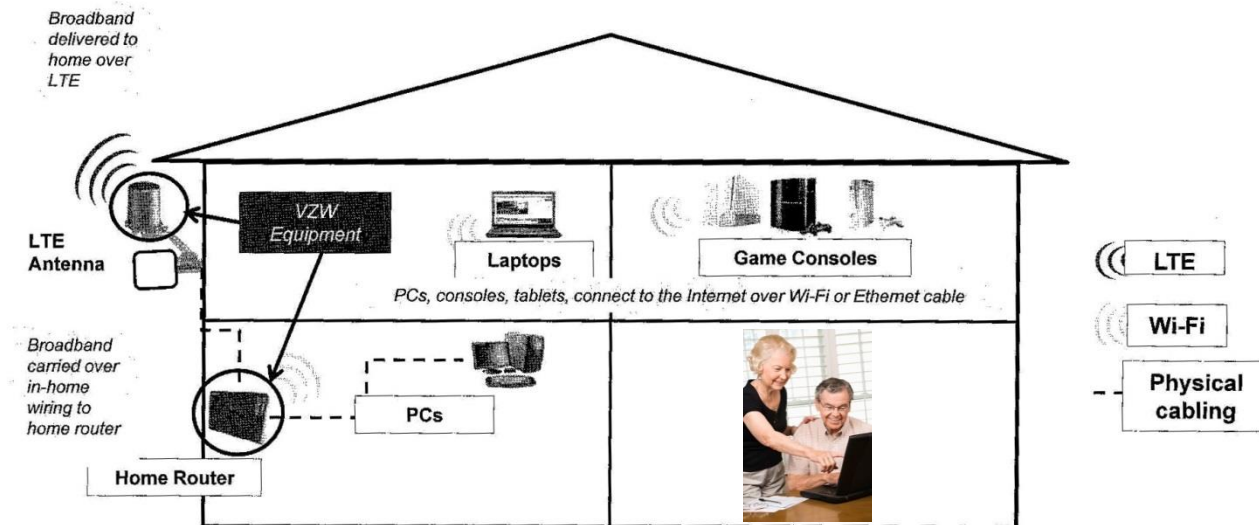 Broadband
delivered to
home over
LTE
VZW
Equipment
LTE
Antenna
Laptops
Game Consoles
PCs, consoles, tablets, connect to the Internet over Wi-Fi or Ethernet cable
Broadband
carried over
in-home
wiring to
home router
PCs
Home Router
LTE
Wi-Fi
Physical
cabling